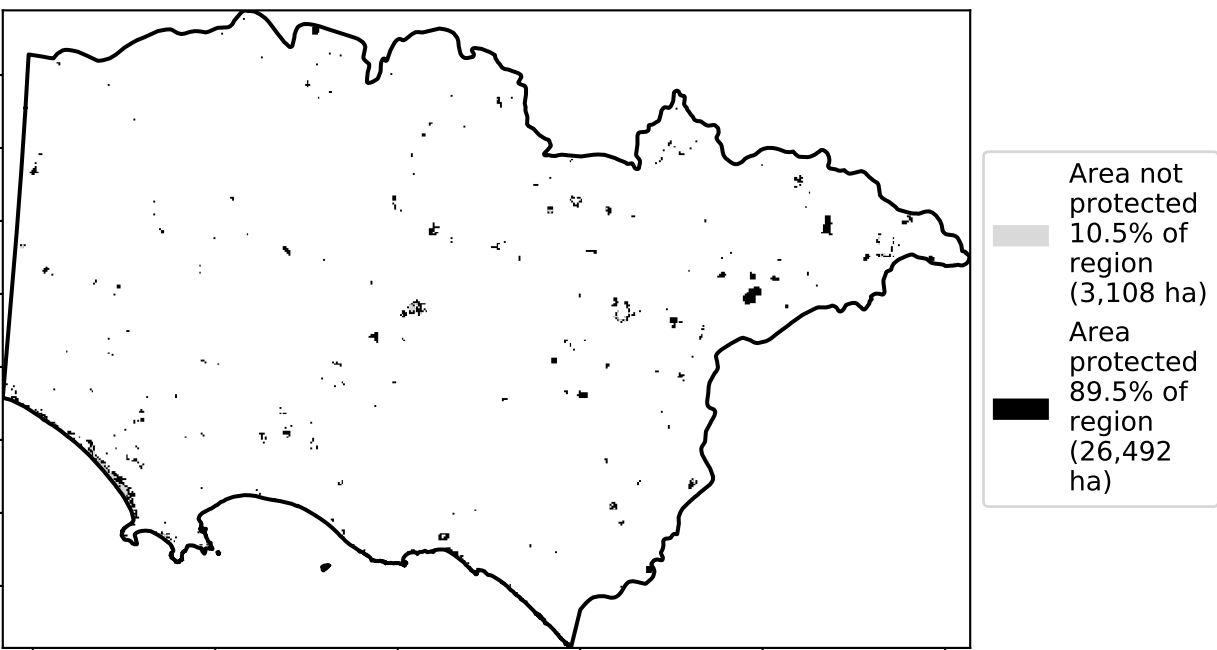 Area not
protected
10.5% of
region
(3,108 ha)
Area
protected
89.5% of
region
(26,492
ha)